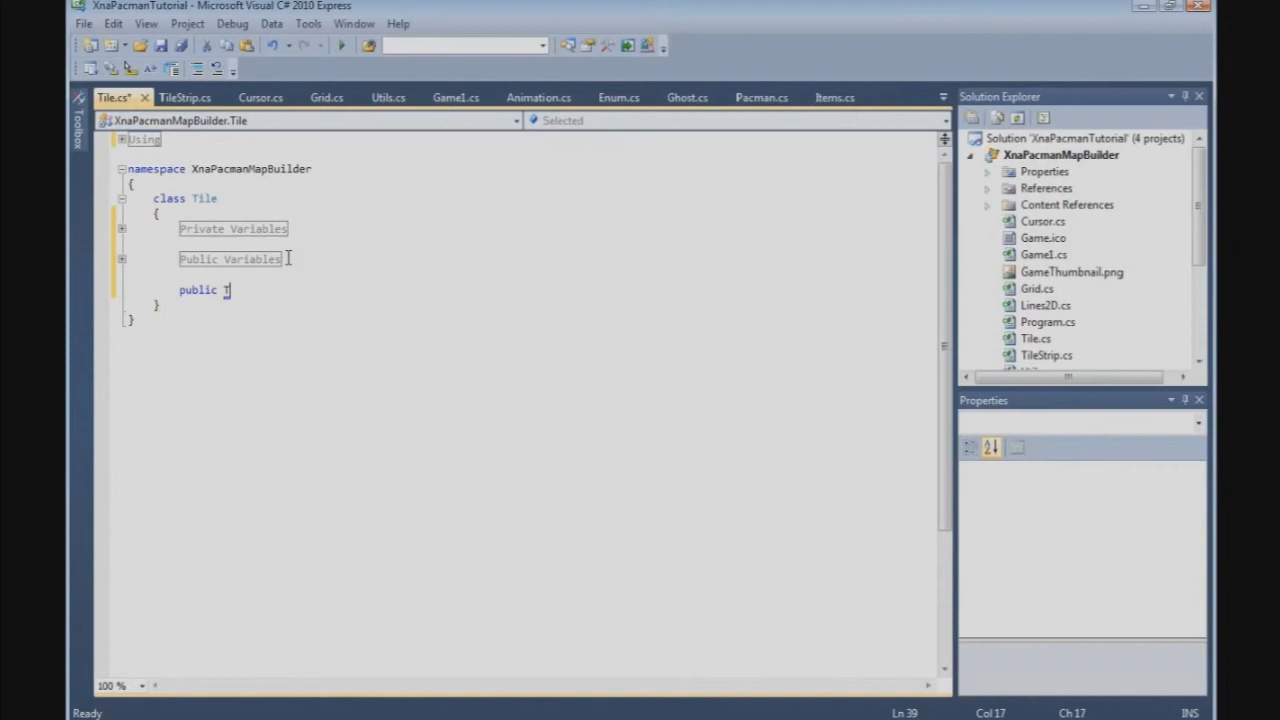 XnaPacmanTutorial - Microsoft Visual C# 2010 Express
File Edit View Project Debug Data Tools Window Help
Tile.cs* TileStrip.cs Cursor.cs Grid.cs Utils.cs Game1.cs Animation.cs Enum.cs Ghost.cs Pacman.cs Items.cs
XnaPacmanMapBuilder.Tile
Selected
Toolbox
Using
namespace XnaPacmanMapBuilder
{
class Tile
{
Private Variables
Public Variables
public T
}
}
100 %
Solution Explorer
Solution 'XnaPacmanTutorial' (4 projects)
XnaPacmanMapBuilder
Properties
References
Content References
Cursor.cs
Game.ico
Game1.cs
GameThumbnail.png
Grid.cs
Lines2D.cs
Program.cs
Tile.cs
TileStrip.cs
Properties
Ready Ln 39 Col 17 Ch 17 INS